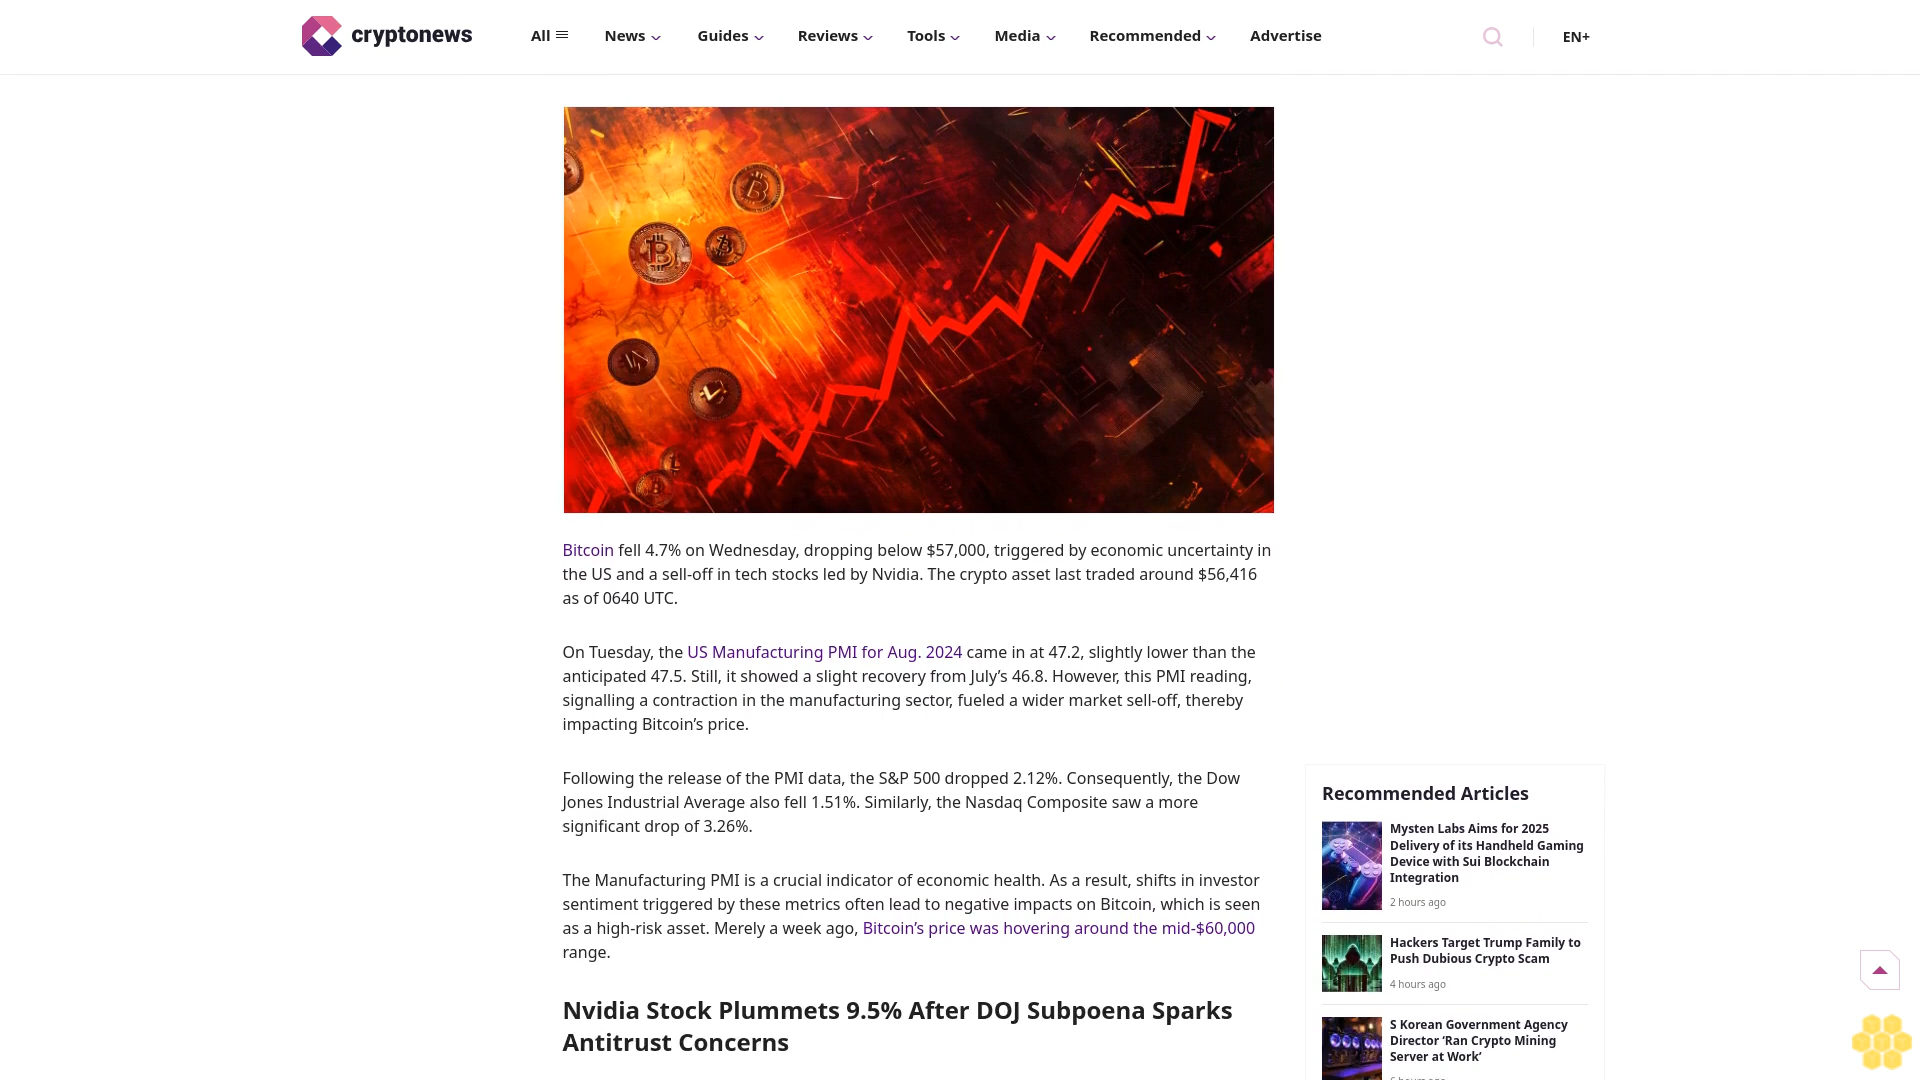 cryptonews
All
News
Guides
Reviews
Tools
Media
Recommended
Advertise
EN+
Bitcoin fell 4.7% on Wednesday, dropping below $57,000, triggered by economic uncertainty in
the US and a sell-off in tech stocks led by Nvidia. The crypto asset last traded around $56,416
as of 0640 UTC.
On Tuesday, the US Manufacturing PMI for Aug. 2024 came in at 47.2, slightly lower than the
anticipated 47.5. Still, it showed a slight recovery from July’s 46.8. However, this PMI reading,
signalling a contraction in the manufacturing sector, fueled a wider market sell-off, thereby
impacting Bitcoin’s price.
Following the release of the PMI data, the S&P 500 dropped 2.12%. Consequently, the Dow
Jones Industrial Average also fell 1.51%. Similarly, the Nasdaq Composite saw a more
significant drop of 3.26%.
The Manufacturing PMI is a crucial indicator of economic health. As a result, shifts in investor
sentiment triggered by these metrics often lead to negative impacts on Bitcoin, which is seen
as a high-risk asset. Merely a week ago, Bitcoin’s price was hovering around the mid-$60,000
range.
Nvidia Stock Plummets 9.5% After DOJ Subpoena Sparks
Antitrust Concerns
Recommended Articles
Mysten Labs Aims for 2025
Delivery of its Handheld Gaming
Device with Sui Blockchain
Integration
2 hours ago
Hackers Target Trump Family to
Push Dubious Crypto Scam
4 hours ago
S Korean Government Agency
Director ‘Ran Crypto Mining
Server at Work’
6 hours ago